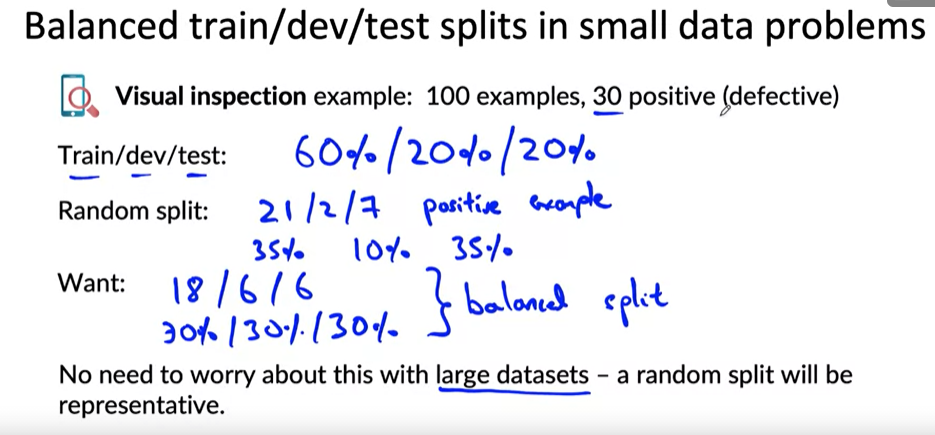 Balanced train/dev/test splits in small data problems
Visual inspection example: 100 examples, 30 positive (defective)
Train/dev/test: 60%/20%/20%
Random split: 21/2/7 positive example
35% 10% 35%
Want: 18/6/6 } balanced split
30%/30%/30%
No need to worry about this with large datasets – a random split will be
representative.